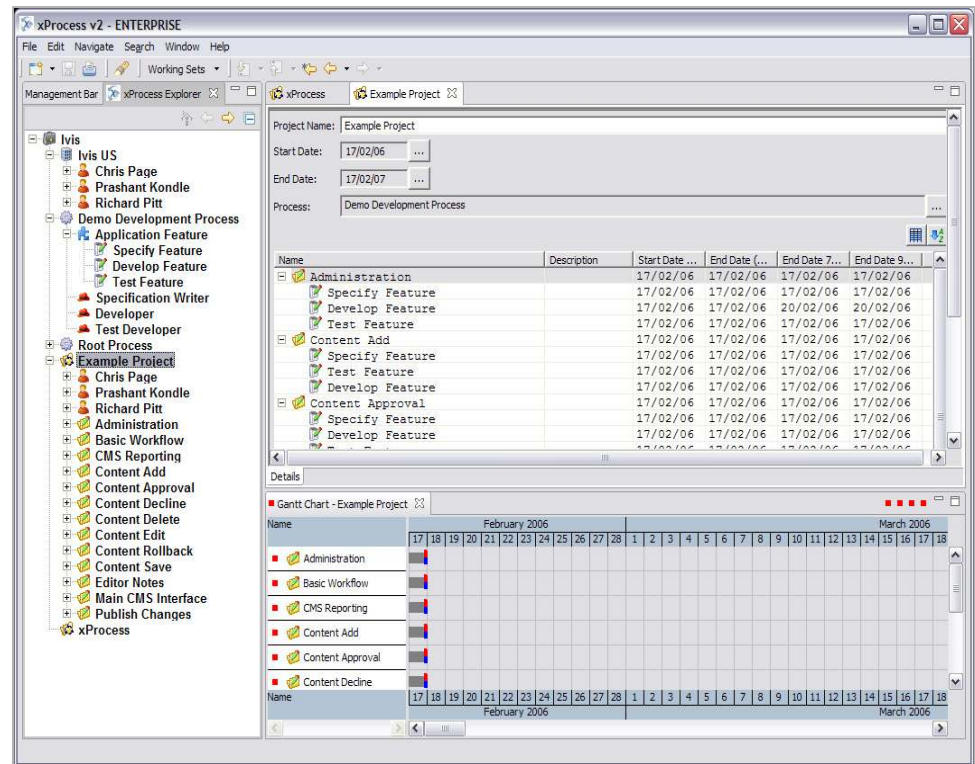 xProcess v2 - ENTERPRISE
File Edit Navigate Search Window Help
Working Sets
Management Bar xProcess Explorer
Ivis
Ivis US
Chris Page
Prashant Kondle
Richard Pitt
Demo Development Process
Application Feature
Specify Feature
Develop Feature
Test Feature
Specification Writer
Developer
Test Developer
Root Process
Example Project
Chris Page
Prashant Kondle
Richard Pitt
Administration
Basic Workflow
CMS Reporting
Content Add
Content Approval
Content Decline
Content Delete
Content Edit
Content Rollback
Content Save
Editor Notes
Main CMS Interface
Publish Changes
xProcess
xProcess Example Project
Project Name: Example Project
Start Date: 17/02/06 ...
End Date: 17/02/07 ...
Process: Demo Development Process ...
Name Description Start Date ... End Date (... End Date 7... End Date 9...
Administration 17/02/06 17/02/06 17/02/06 17/02/06
Specify Feature 17/02/06 17/02/06 17/02/06 17/02/06
Develop Feature 17/02/06 17/02/06 20/02/06 20/02/06
Test Feature 17/02/06 17/02/06 17/02/06 17/02/06
Content Add 17/02/06 17/02/06 17/02/06 17/02/06
Specify Feature 17/02/06 17/02/06 17/02/06 17/02/06
Test Feature 17/02/06 17/02/06 17/02/06 17/02/06
Develop Feature 17/02/06 17/02/06 17/02/06 17/02/06
Content Approval 17/02/06 17/02/06 17/02/06 17/02/06
Specify Feature 17/02/06 17/02/06 17/02/06 17/02/06
Develop Feature 17/02/06 17/02/06 17/02/06 17/02/06
Details
Gantt Chart - Example Project
Name February 2006 March 2006
17 18 19 20 21 22 23 24 25 26 27 28 1 2 3 4 5 6 7 8 9 10 11 12 13 14 15 16 17 18
Administration
Basic Workflow
CMS Reporting
Content Add
Content Approval
Content Decline
Name 17 18 19 20 21 22 23 24 25 26 27 28 1 2 3 4 5 6 7 8 9 10 11 12 13 14 15 16 17 18
February 2006 March 2006